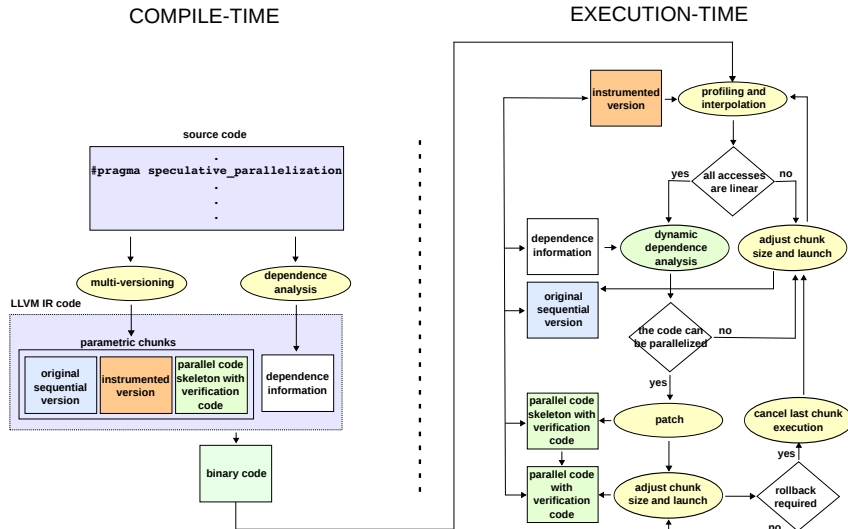 COMPILE-TIME
source code
.
#pragma speculative_parallelization
.
.
.
multi-versioning
dependence
analysis
LLVM IR code
parametric chunks
original
sequential
version
instrumented
version
parallel code
skeleton with
verification
code
dependence
information
binary code
EXECUTION-TIME
instrumented
version
profiling and
interpolation
all accesses
are linear
yes
no
dependence
information
dynamic
dependence
analysis
adjust chunk
size and launch
original
sequential
version
the code can
be parallelized
no
yes
parallel code
skeleton with
verification
code
patch
cancel last chunk
execution
yes
parallel code
with
verification
code
adjust chunk
size and launch
rollback
required
no